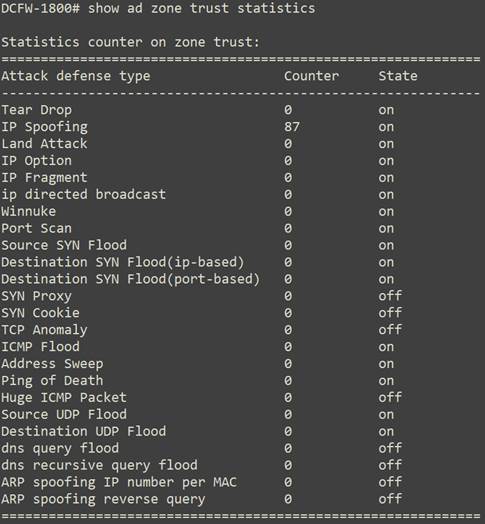 DCFW-1800# show ad zone trust statistics
Statistics counter on zone trust:
================================================================
Attack defense type Counter State
----------------------------------------------------------------
Tear Drop 0 on
IP Spoofing 87 on
Land Attack 0 on
IP Option 0 on
IP Fragment 0 on
ip directed broadcast 0 on
Winnuke 0 on
Port Scan 0 on
Source SYN Flood 0 on
Destination SYN Flood(ip-based) 0 on
Destination SYN Flood(port-based) 0 on
SYN Proxy 0 off
SYN Cookie 0 off
TCP Anomaly 0 off
ICMP Flood 0 on
Address Sweep 0 on
Ping of Death 0 on
Huge ICMP Packet 0 off
Source UDP Flood 0 on
Destination UDP Flood 0 on
dns query flood 0 off
dns recursive query flood 0 off
ARP spoofing IP number per MAC 0 off
ARP spoofing reverse query 0 off
================================================================